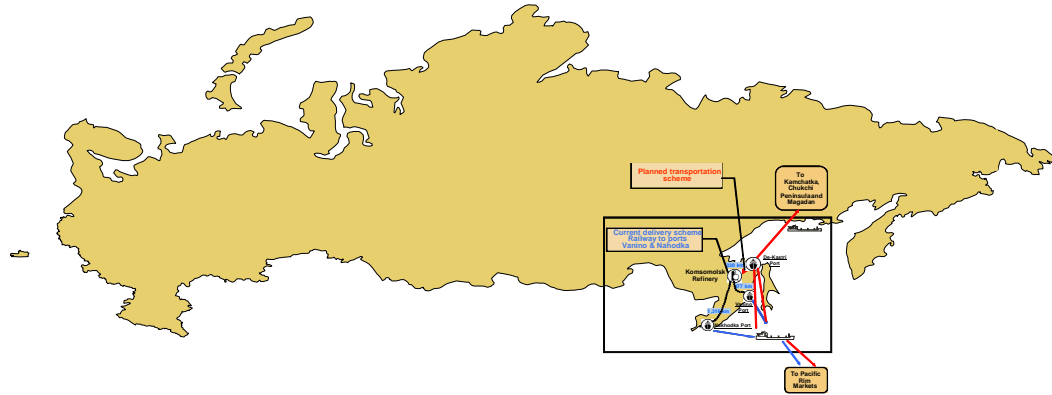 Planned transportation
scheme
To
Kamchatka,
Chukchi
Peninsulaand
Magadan
Current delivery scheme
Railway to ports
Vanino & Nahodka
De-Kastri
Port
Komsomolsk
Refinery
Port
Nakhodka Port
To Pacific
Rim
Markets